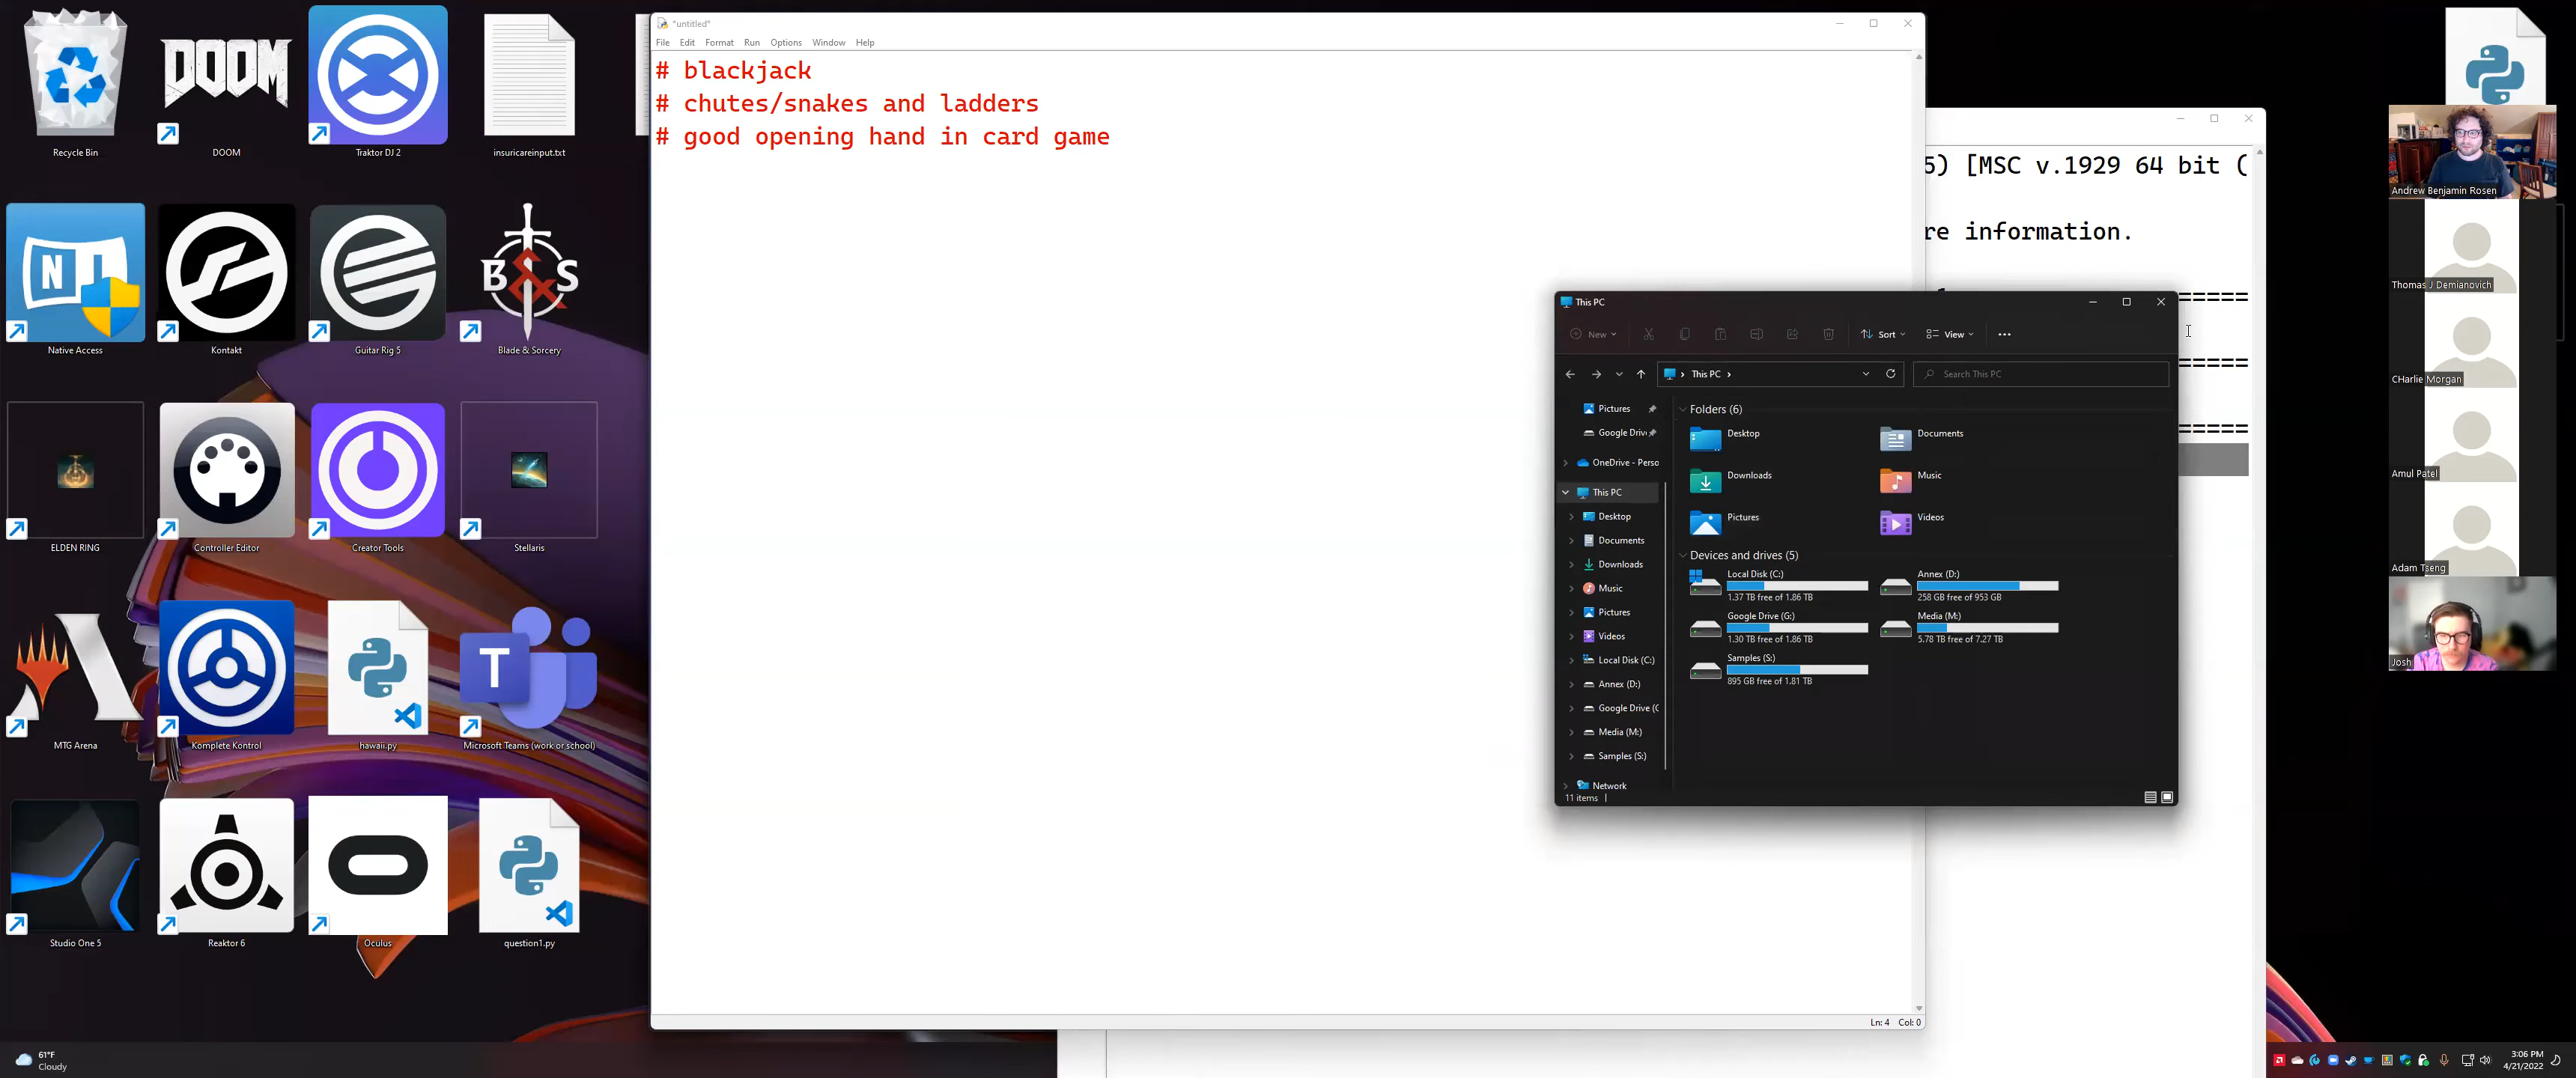 DOOM
Recycle Bin
DOOM
Traktor DJ 2
insuricareinput.txt
N
B&S
Native Access
Kontakt
Guitar Rig 5
Blade & Sorcery
ELDEN RING
Controller Editor
Creator Tools
Stellaris
T
MTG Arena
Komplete Kontrol
hawaii.py
Microsoft Teams (work or school)
Studio One 5
Reaktor 6
Oculus
question1.py
61°F
Cloudy
*untitled*
File Edit Format Run Options Window Help
# blackjack
# chutes/snakes and ladders
# good opening hand in card game
Ln: 4 Col: 0
5) [MSC v.1929 64 bit (
re information.
=====
=====
=====
This PC
New
Sort
View
This PC
Search This PC
Pictures
Google Driv
OneDrive - Perso
This PC
Desktop
Documents
Downloads
Music
Pictures
Videos
Local Disk (C:)
Annex (D:)
Google Drive (G
Media (M:)
Samples (S:)
Network
11 items
Folders (6)
Desktop
Documents
Downloads
Music
Pictures
Videos
Devices and drives (5)
Local Disk (C:)
1.37 TB free of 1.86 TB
Annex (D:)
258 GB free of 953 GB
Google Drive (G:)
1.30 TB free of 1.86 TB
Media (M:)
5.78 TB free of 7.27 TB
Samples (S:)
895 GB free of 1.81 TB
Andrew Benjamin Rosen
Thomas J Demianovich
CHarlie Morgan
Amul Patel
Adam Tseng
Josh
3:06 PM
4/21/2022